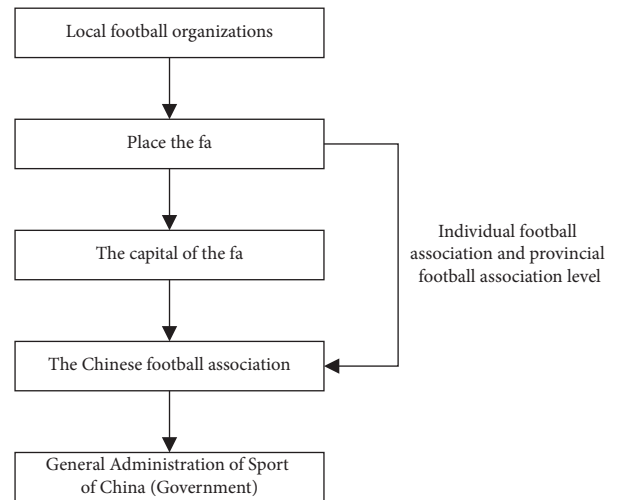 Local football organizations
Place the fa
The capital of the fa
Individual football
association and provincial
football association level
The Chinese football association
General Administration of Sport
of China (Government)